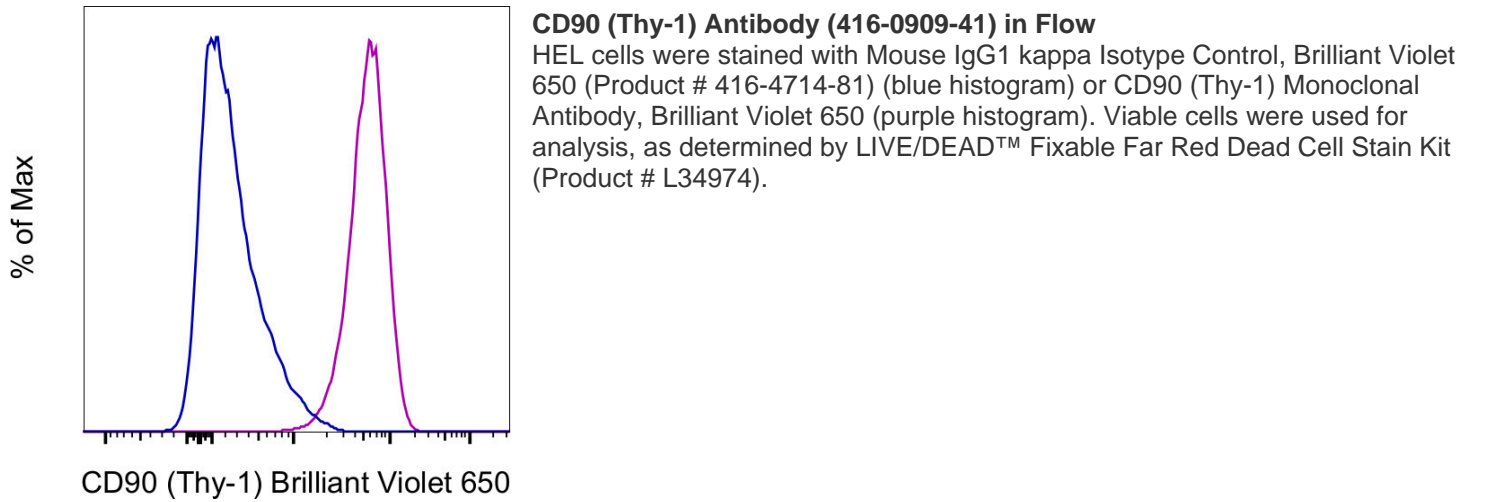 CD90 (Thy-1) Antibody (416-0909-41) in Flow
HEL cells were stained with Mouse IgG1 kappa Isotype Control, Brilliant Violet
650 (Product # 416-4714-81) (blue histogram) or CD90 (Thy-1) Monoclonal
Antibody, Brilliant Violet 650 (purple histogram). Viable cells were used for
analysis, as determined by LIVE/DEAD™ Fixable Far Red Dead Cell Stain Kit
(Product # L34974).
% of Max
CD90 (Thy-1) Brilliant Violet 650